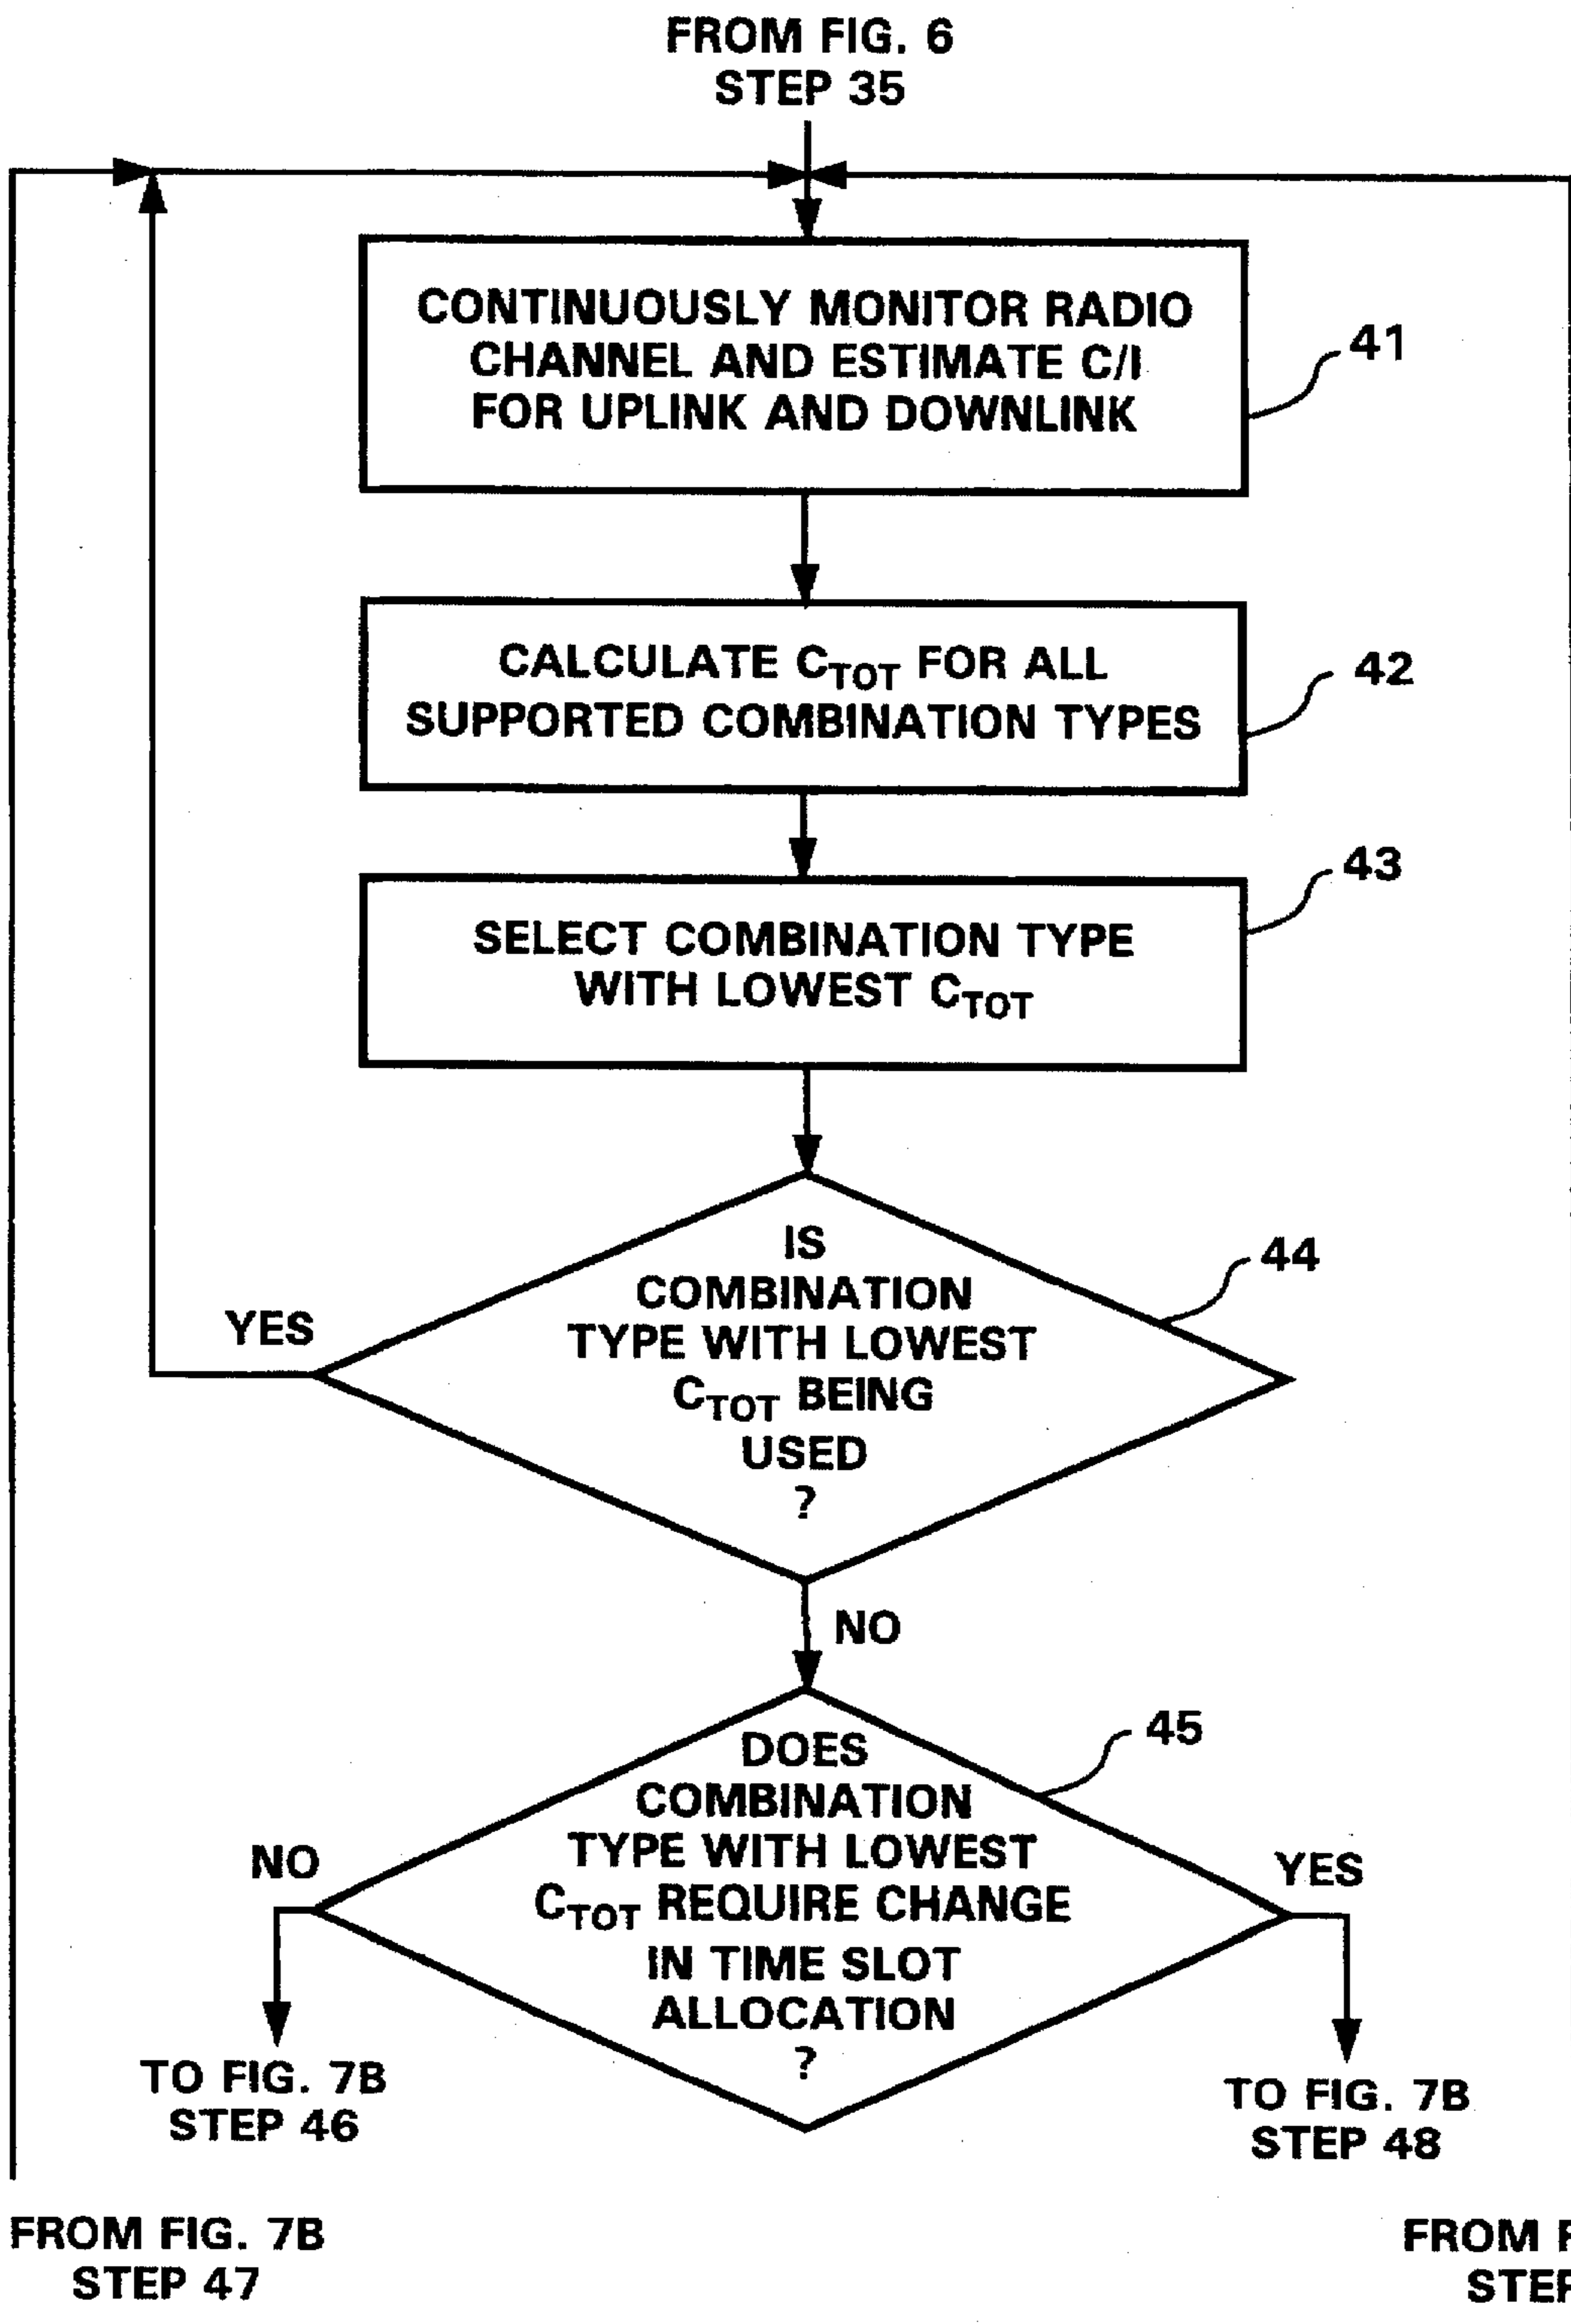 FROM FIG. 6
STEP 35
CONTINUOUSLY MONITOR RADIO
CHANNEL AND ESTIMATE C/I
FOR UPLINK AND DOWNLINK
41
CALCULATE CTOT FOR ALL
SUPPORTED COMBINATION TYPES
42
SELECT COMBINATION TYPE
WITH LOWEST CTOT
43
IS
COMBINATION
TYPE WITH LOWEST
CTOT BEING
USED
?
44
YES
NO
DOES
COMBINATION
TYPE WITH LOWEST
CTOT REQUIRE CHANGE
IN TIME SLOT
ALLOCATION
?
45
NO
YES
TO FIG. 7B
STEP 46
TO FIG. 7B
STEP 48
FROM FIG. 7B
STEP 47
FROM
STEP